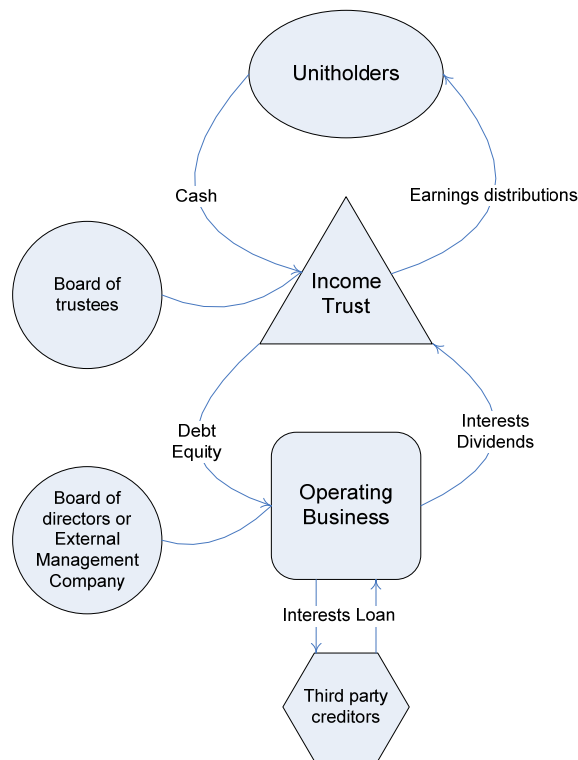 Unitholders
Cash
Earnings distributions
Board of
trustees
Income
Trust
Debt
Equity
Interests
Dividends
Board of
directors or
External
Management
Company
Operating
Business
Interests
Loan
Third party
creditors